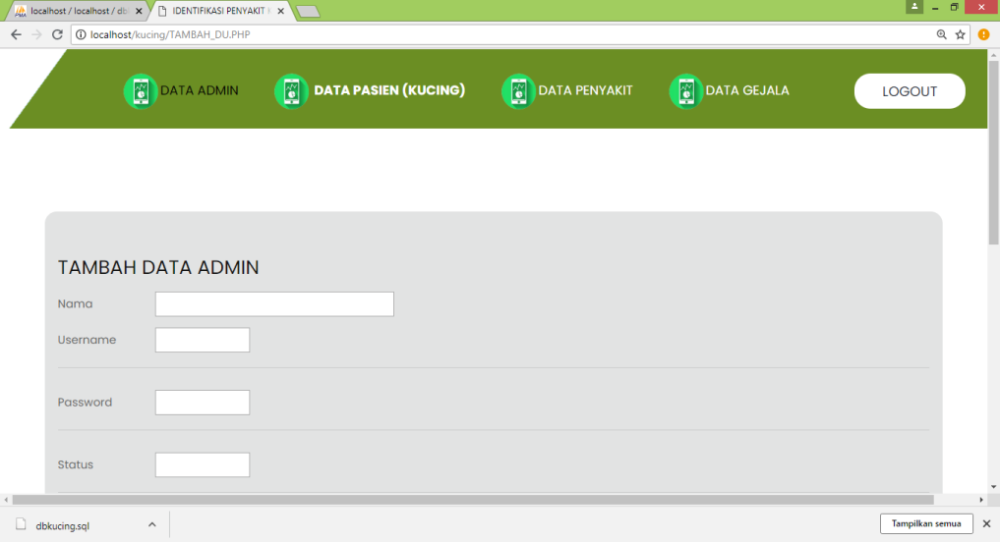 localhost / localhost / db
IDENTIFIKASI PENYAKIT
localhost/kucing/TAMBAH_DU.PHP
DATA ADMIN
DATA PASIEN (KUCING)
DATA PENYAKIT
DATA GEJALA
LOGOUT
TAMBAH DATA ADMIN
Nama
Username
Password
Status
dbkucing.sql
Tampilkan semua